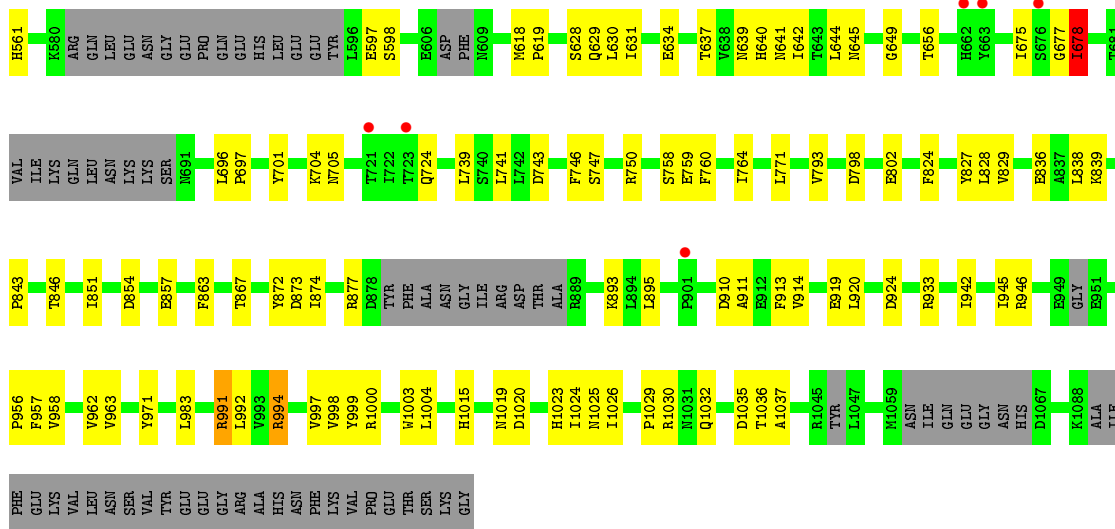 H561 K580 ARG GLN LEU GLU ASN GLY GLU PRO GLN GLU HIS LEU GLU GLU TYR L596 E597 S598 E606 ASP PHE N609 M618 P619 S628 Q629 L630 I631 E634 T637 V638 N639 H640 N641 I642 T643 L644 N645 G649 T656 H662 Y663 I675 S676 G677 I678 T681
VAL ILE LYS GLN LEU ASN LYS LYS SER N691 L696 P697 Y701 K704 N705 T721 I722 T723 Q724 L739 S740 L741 L742 D743 F746 S747 R750 S758 E759 F760 I764 L771 V793 D798 E802 F824 Y827 L828 V829 E836 A837 L838 K839
P843 T846 I851 D854 E857 F863 T867 Y872 D873 I874 R877 D878 TYR PHE ALA ASN GLY ILE ARG ASP THR ALA R889 K893 L894 L895 P901 D910 A911 E912 F913 V914 E919 L920 D924 R933 I942 I945 R946 E949 GLY E951
P956 F957 V958 V962 V963 Y971 L983 R991 L992 V993 R994 V997 V998 Y999 R1000 W1003 L1004 H1015 N1019 D1020 H1023 I1024 N1025 I1026 P1029 R1030 N1031 Q1032 D1035 T1036 A1037 R1045 TYR L1047 M1059 ASN ILE GLN GLU GLY ASN HIS D1067 K1088 ALA ILE
PHE GLU LYS VAL LEU ASN SER VAL TYR GLU GLU GLY ARG ALA HIS ASN PHE LYS VAL PRO GLU THR SER LYS GLY